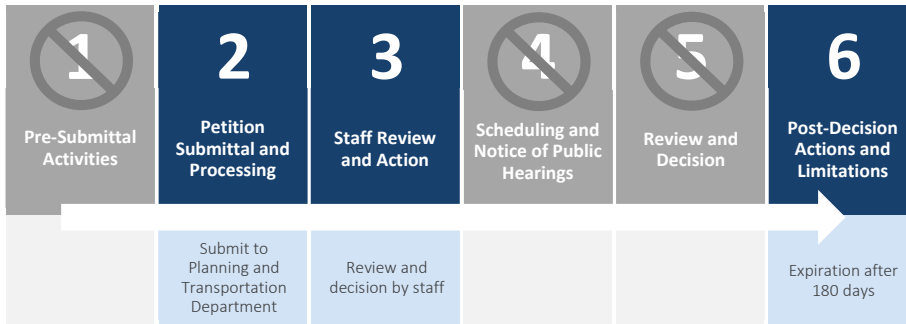 1
Pre-Submittal
Activities
2
Petition
Submittal and
Processing
3
Staff Review
and Action
4
Scheduling and
Notice of Public
Hearings
5
Review and
Decision
6
Post-Decision
Actions and
Limitations
Submit to
Planning and
Transportation
Department
Review and
decision by staff
Expiration after
180 days